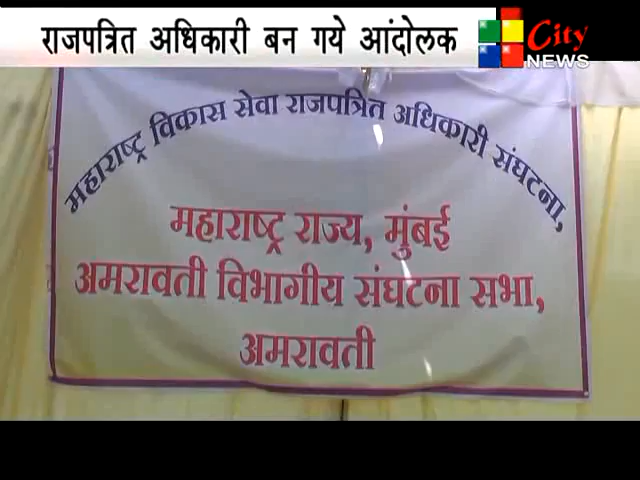 राजपत्रित अधिकारी बन गये आंदोलक
City
NEWS
महाराष्ट्र विकास सेवा राजपत्रित अधिकारी संघटना,
महाराष्ट्र राज्य, मुंबई
अमरावती विभागीय संघटना सभा,
अमरावती